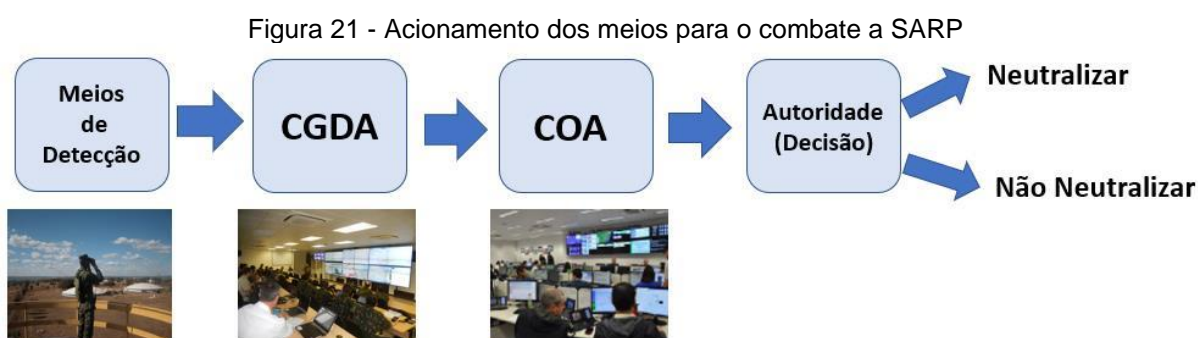 Figura 21 - Acionamento dos meios para o combate a SARP
Meios
de
Detecção
CGDA
COA
Autoridade
(Decisão)
Neutralizar
Não Neutralizar